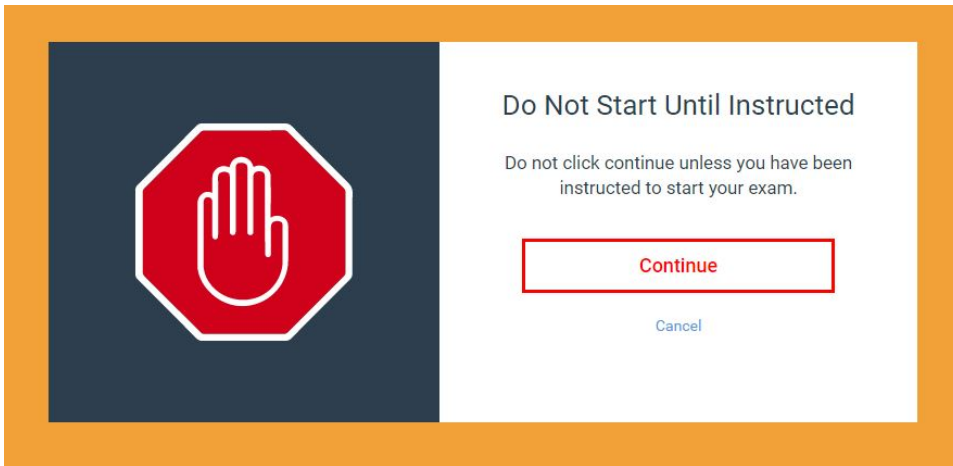 Do Not Start Until Instructed
Do not click continue unless you have been
instructed to start your exam.
Continue
Cancel